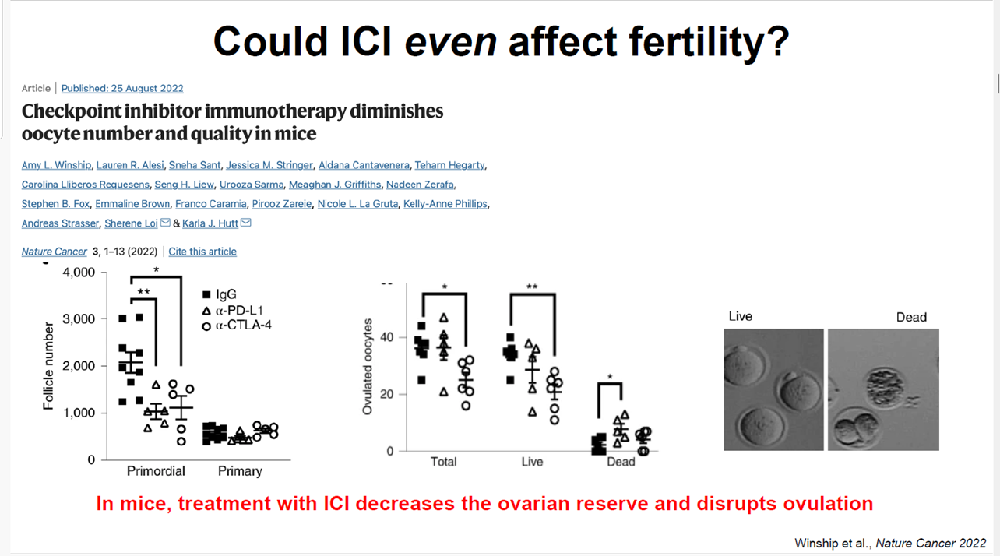 Could ICI even affect fertility?
Article | Published: 25 August 2022
Checkpoint inhibitor immunotherapy diminishes
oocyte number and quality in mice
Amy L. Winship, Lauren R. Alesi, Sneha Sant, Jessica M. Stringer, Aldana Cantavenera, Teharn Hegarty,
Carolina Lliberos Requesens, Seng H. Liew, Urooza Sarma, Meaghan J. Griffiths, Nadeen Zerafa,
Stephen B. Fox, Emmaline Brown, Franco Caramia, Pirooz Zareie, Nicole L. La Gruta, Kelly-Anne Phillips,
Andreas Strasser, Sherene Loi & Karla J. Hutt
Nature Cancer 3, 1–13 (2022) | Cite this article
Follicle number
4,000
3,000
2,000
1,000
0
*
**
IgG
α-PD-L1
α-CTLA-4
Primordial Primary
Ovulated oocytes
40
20
0
*
**
*
Total Live Dead
Live Dead
In mice, treatment with ICI decreases the ovarian reserve and disrupts ovulation
Winship et al., Nature Cancer 2022